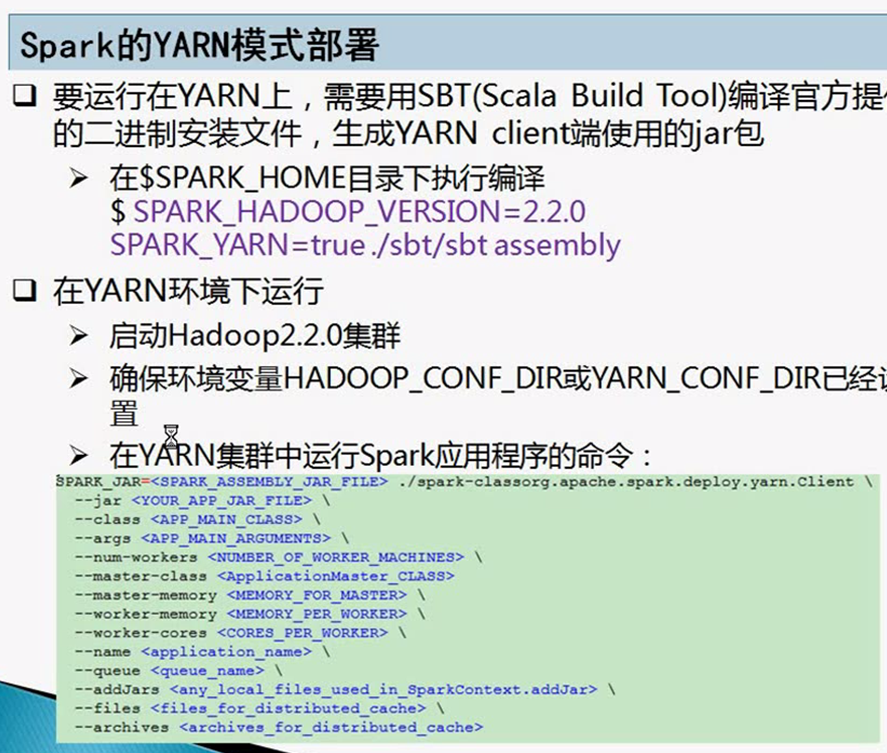 Spark的YARN模式部署
❑ 要运行在YARN上，需要用SBT(Scala Build Tool)编译官方提
的二进制安装文件，生成YARN client端使用的jar包
➢ 在$SPARK_HOME目录下执行编译
$ SPARK_HADOOP_VERSION=2.2.0
SPARK_YARN=true ./sbt/sbt assembly
❑ 在YARN环境下运行
➢ 启动Hadoop2.2.0集群
➢ 确保环境变量HADOOP_CONF_DIR或YARN_CONF_DIR已经
置
➢ 在YARN集群中运行Spark应用程序的命令：
SPARK_JAR=<SPARK_ASSEMBLY_JAR_FILE> ./spark-classorg.apache.spark.deploy.yarn.Client \
--jar <YOUR_APP_JAR_FILE> \
--class <APP_MAIN_CLASS> \
--args <APP_MAIN_ARGUMENTS> \
--num-workers <NUMBER_OF_WORKER_MACHINES> \
--master-class <ApplicationMaster_CLASS>
--master-memory <MEMORY_FOR_MASTER> \
--worker-memory <MEMORY_PER_WORKER> \
--worker-cores <CORES_PER_WORKER> \
--name <application_name> \
--queue <queue_name> \
--addJars <any_local_files_used_in_SparkContext.addJar> \
--files <files_for_distributed_cache> \
--archives <archives_for_distributed_cache>